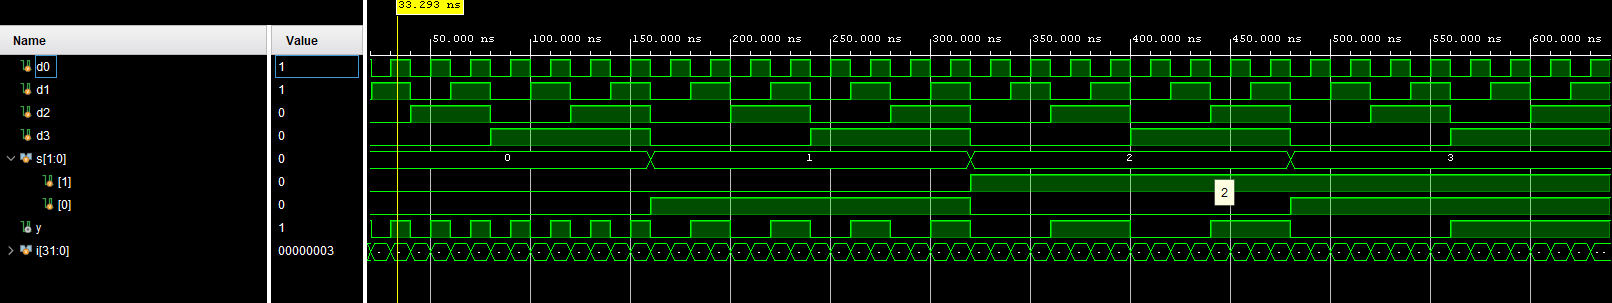 33.293 ns
Name Value
50.000 ns 100.000 ns 150.000 ns 200.000 ns 250.000 ns 300.000 ns 350.000 ns 400.000 ns 450.000 ns 500.000 ns 550.000 ns 600.000 ns
d0 1
d1 1
d2 0
d3 0
s[1:0] 0 0 1 2 3
[1] 0
2
[0] 0
y 1
i[31:0] 00000003